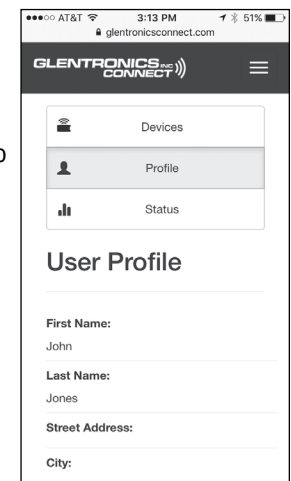 ●●●○○ AT&T 3:13 PM 51%
glentronicsconnect.com
GLENTRONICS INC
CONNECT
Devices
Profile
Status
User Profile
First Name:
John
Last Name:
Jones
Street Address:
City: